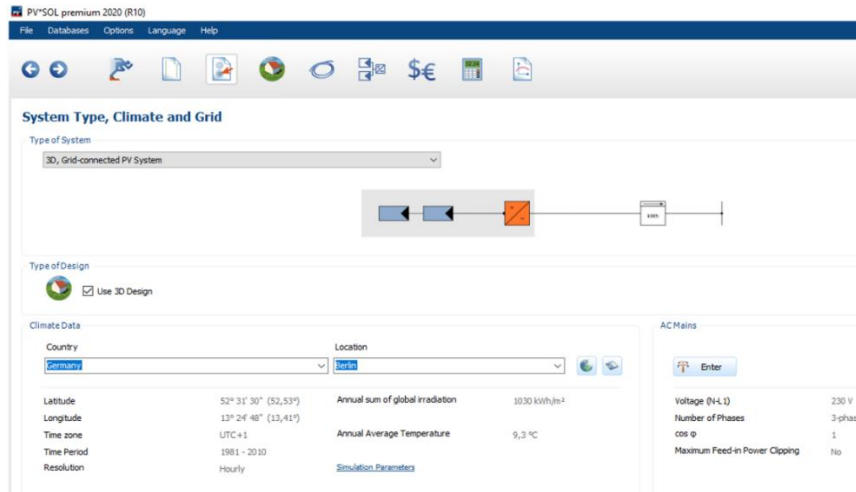 PV*SOL premium 2020 (R10)
File Databases Options Language Help
System Type, Climate and Grid
Type of System
3D, Grid-connected PV System
kWh
Type of Design
Use 3D Design
Climate Data
Country Location
Germany Berlin
Latitude 52° 31' 30" (52,53°) Annual sum of global irradiation 1030 kWh/m²
Longitude 13° 24' 48" (13,41°)
Time zone UTC+1 Annual Average Temperature 9,3 °C
Time Period 1981 - 2010
Resolution Hourly Simulation Parameters
AC Mains
Enter
Voltage (N-L1) 230 V
Number of Phases 3-phas
cos φ 1
Maximum Feed-in Power Clipping No